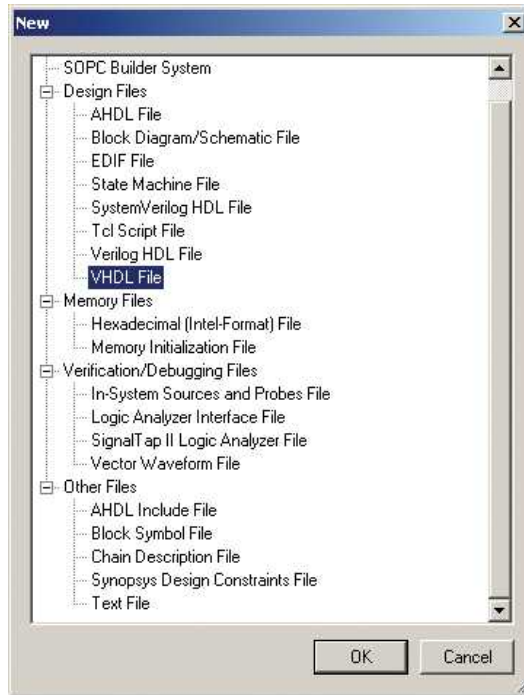 New
SOPC Builder System
Design Files
AHDL File
Block Diagram/Schematic File
EDIF File
State Machine File
SystemVerilog HDL File
Tcl Script File
Verilog HDL File
VHDL File
Memory Files
Hexadecimal (Intel-Format) File
Memory Initialization File
Verification/Debugging Files
In-System Sources and Probes File
Logic Analyzer Interface File
SignalTap II Logic Analyzer File
Vector Waveform File
Other Files
AHDL Include File
Block Symbol File
Chain Description File
Synopsys Design Constraints File
Text File
OK Cancel